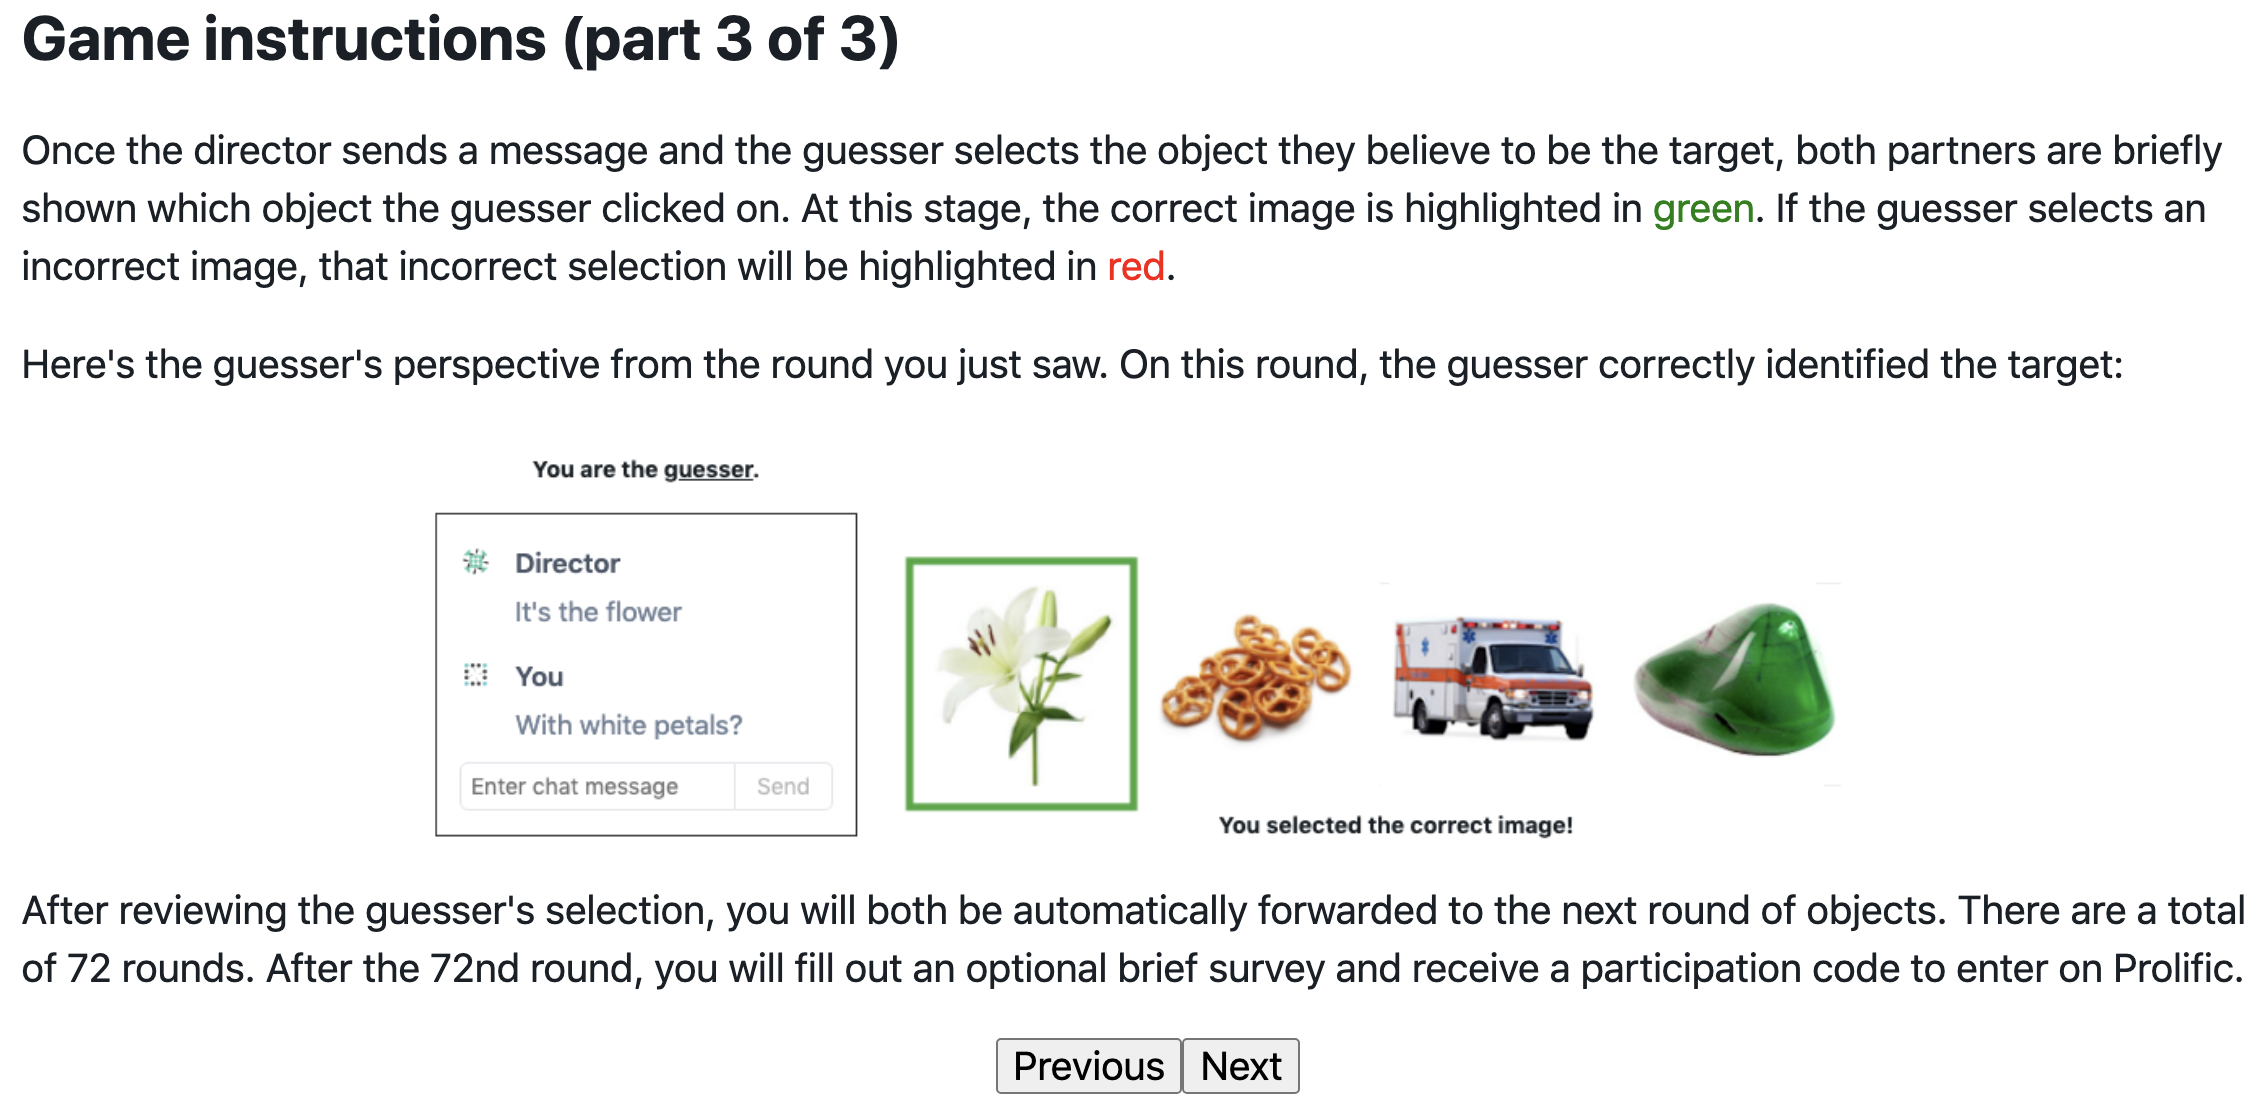 Game instructions (part 3 of 3)
Once the director sends a message and the guesser selects the object they believe to be the target, both partners are briefly
shown which object the guesser clicked on. At this stage, the correct image is highlighted in green. If the guesser selects an
incorrect image, that incorrect selection will be highlighted in red.
Here's the guesser's perspective from the round you just saw. On this round, the guesser correctly identified the target:
You are the guesser.
Director
It's the flower
You
With white petals?
Enter chat message
Send
You selected the correct image!
After reviewing the guesser's selection, you will both be automatically forwarded to the next round of objects. There are a total
of 72 rounds. After the 72nd round, you will fill out an optional brief survey and receive a participation code to enter on Prolific.
Previous
Next